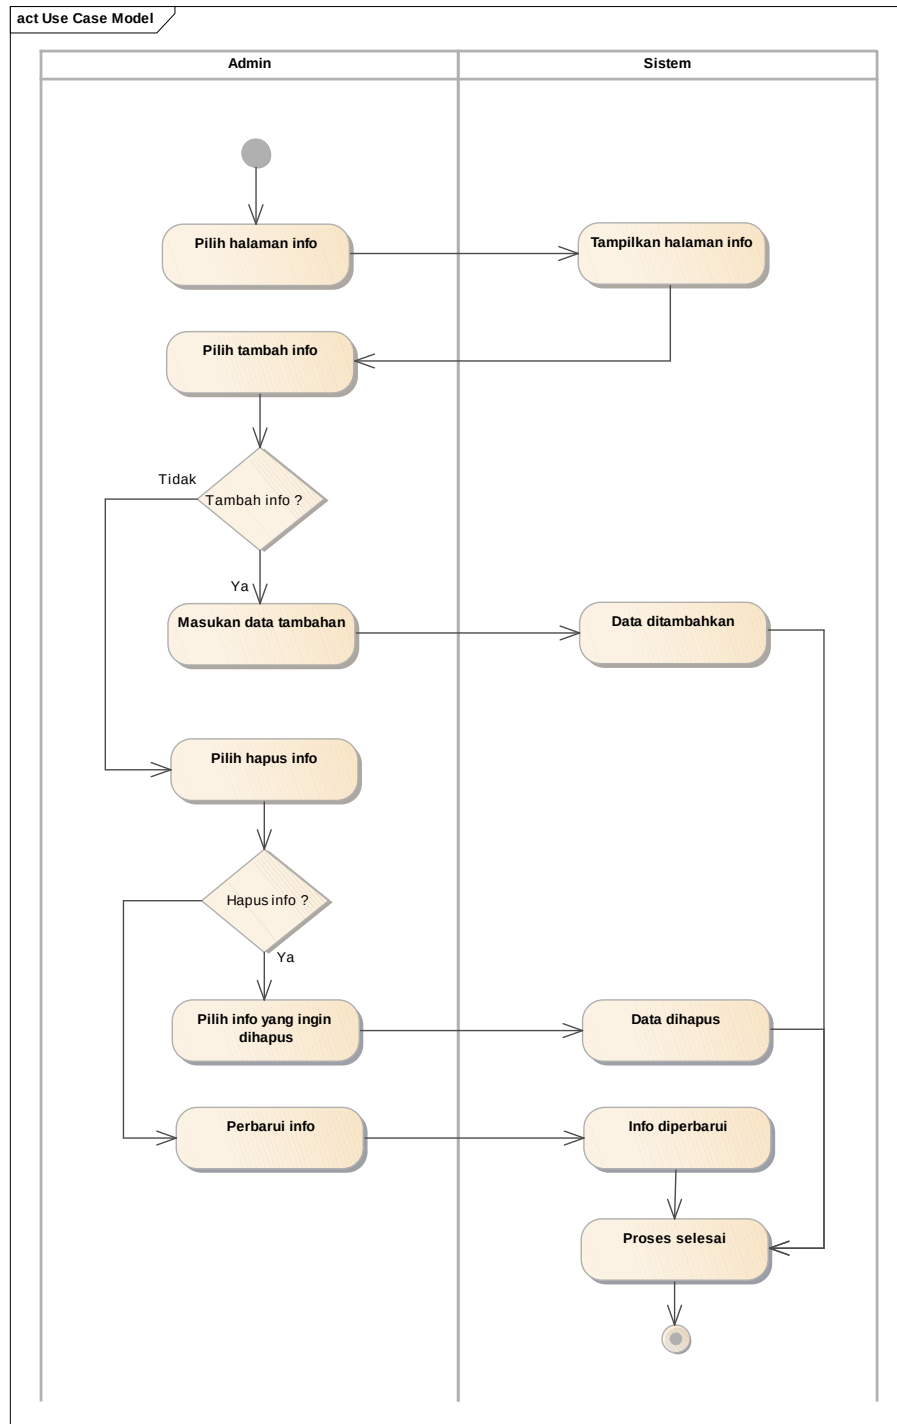 act Use Case Model
Admin
Sistem
Pilih halaman info
Tampilkan halaman info
Pilih tambah info
Tidak
Tambah info ?
Ya
Masukan data tambahan
Data ditambahkan
Pilih hapus info
Hapus info ?
Ya
Pilih info yang ingin
dihapus
Data dihapus
Perbarui info
Info diperbarui
Proses selesai